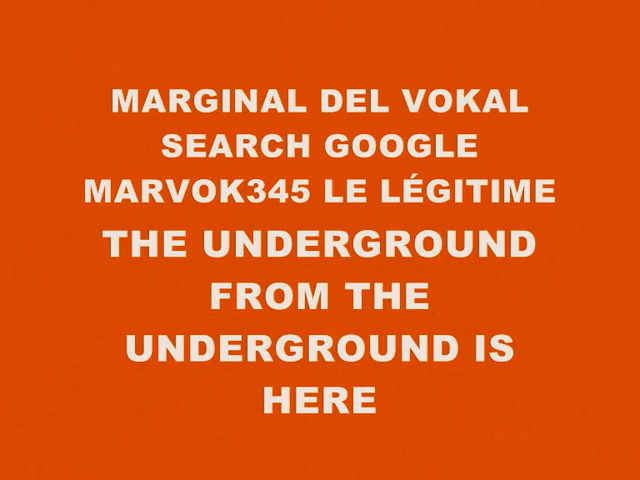 MARGINAL DEL VOKAL
SEARCH GOOGLE
MARVOK345 LE LÉGITIME
THE UNDERGROUND
FROM THE
UNDERGROUND IS
HERE